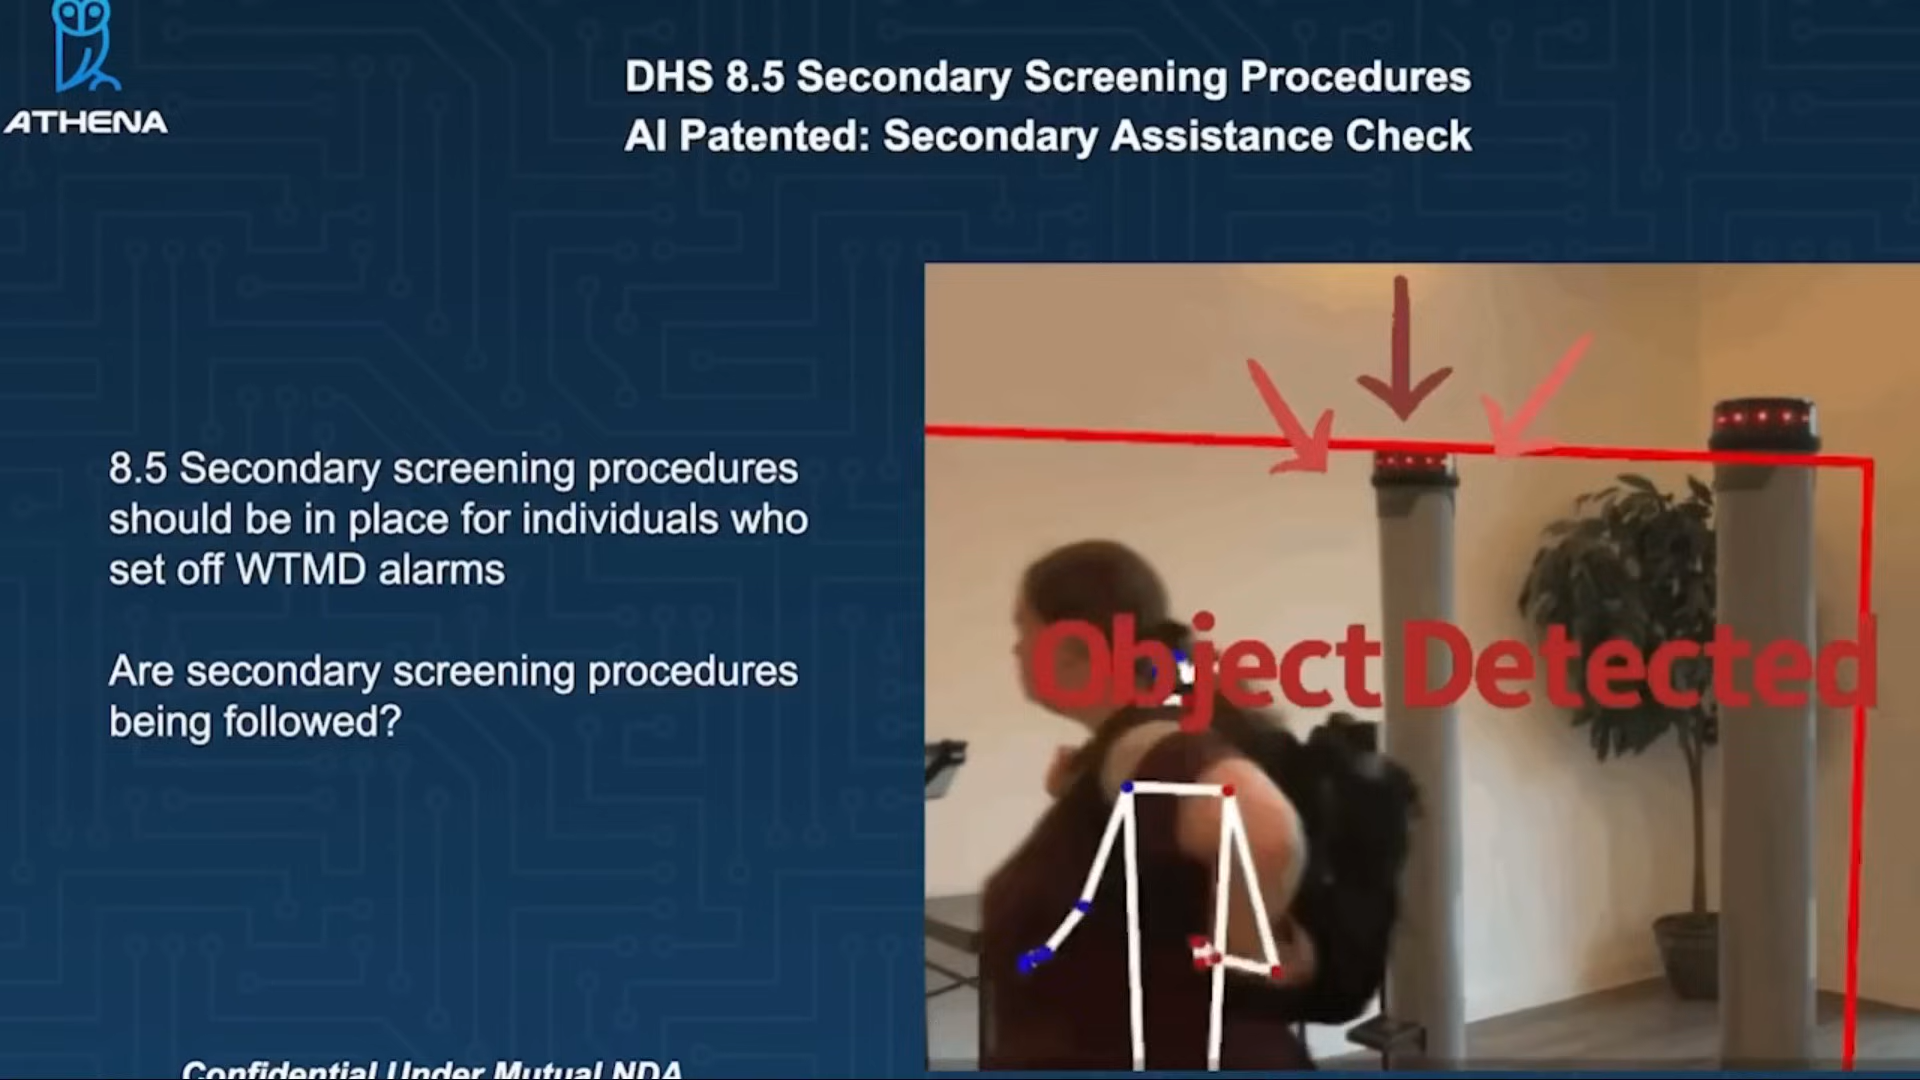 ATHENA
DHS 8.5 Secondary Screening Procedures
AI Patented: Secondary Assistance Check
8.5 Secondary screening procedures
should be in place for individuals who
set off WTMD alarms
Are secondary screening procedures
being followed?
Object Detected
Confidential Under Mutual NDA